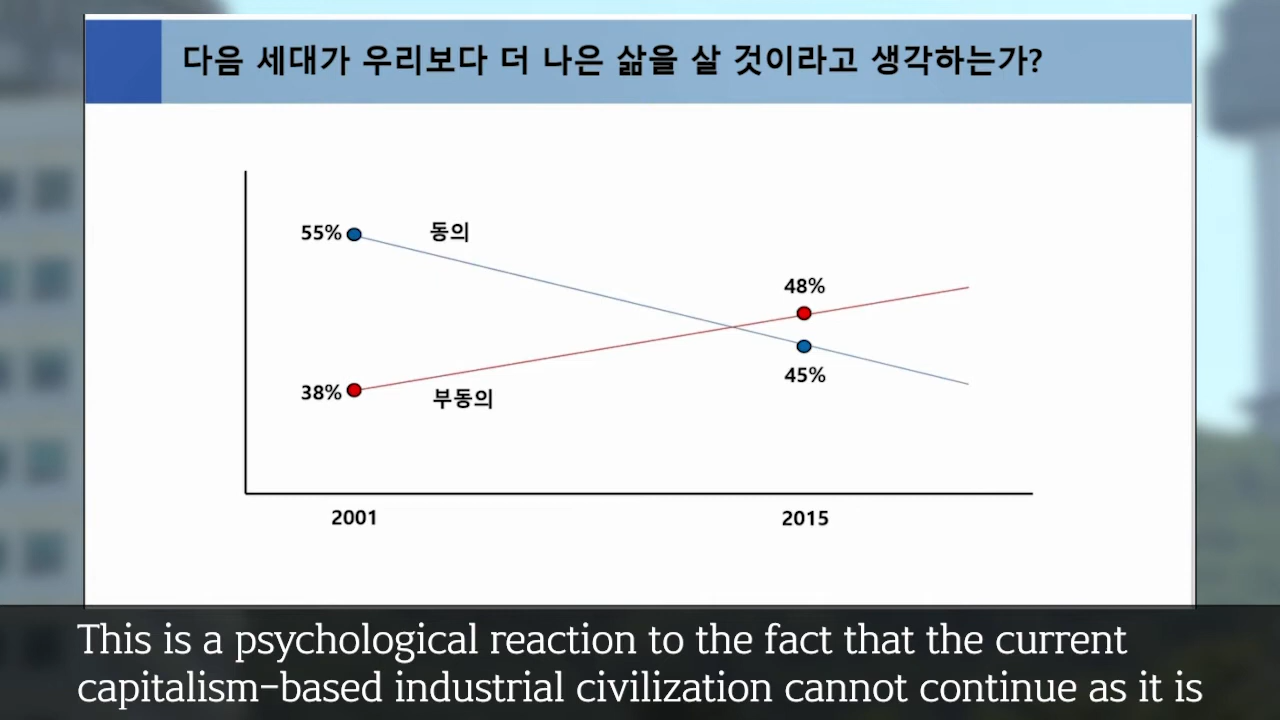 다음 세대가 우리보다 더 나은 삶을 살 것이라고 생각하는가?
55%
동의
48%
45%
38%
부동의
2001
2015
This is a psychological reaction to the fact that the current
capitalism-based industrial civilization cannot continue as it is